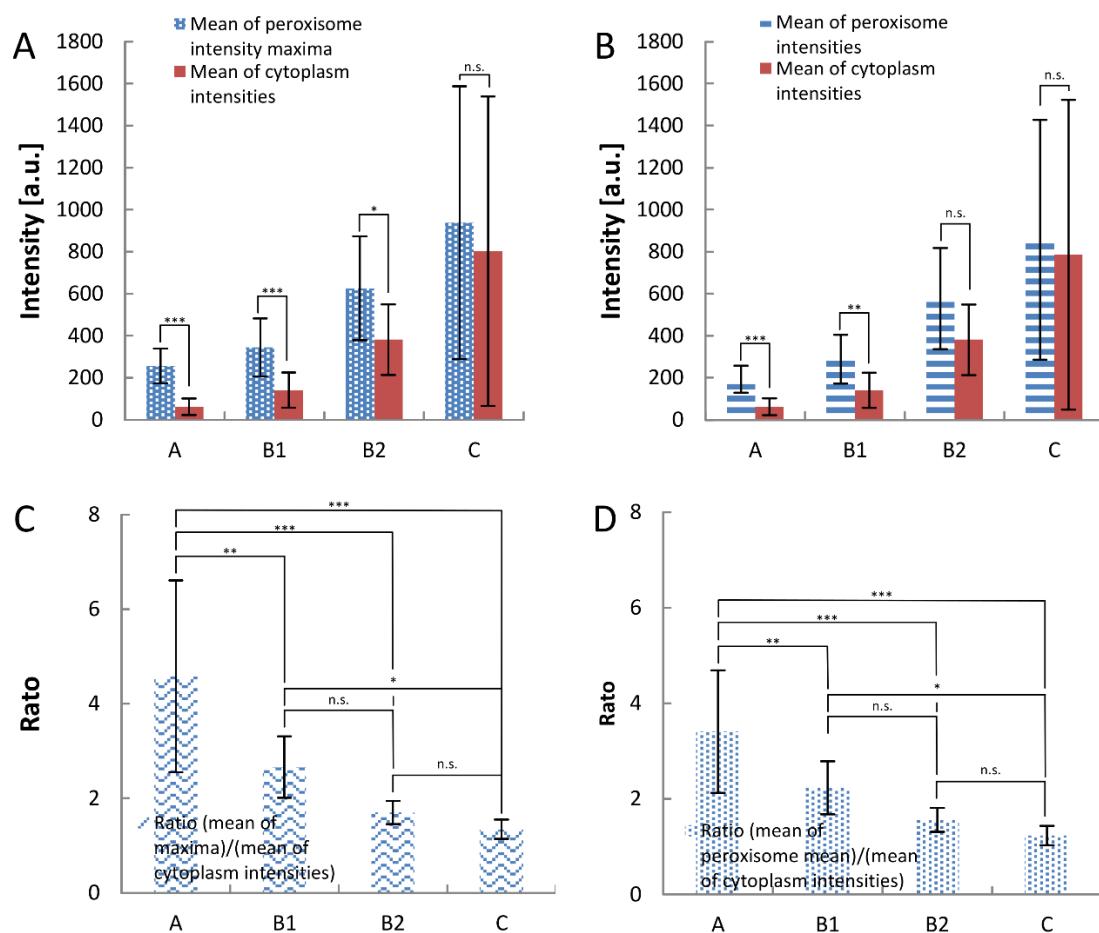 A
Mean of peroxisome
intensity maxima
Mean of cytoplasm
intensities
Intensity [a.u.]
1800
1600
1400
1200
1000
800
600
400
200
0
***
***
*
n.s.
A B1 B2 C
B
Mean of peroxisome
intensities
Mean of cytoplasm
intensities
Intensity [a.u.]
1800
1600
1400
1200
1000
800
600
400
200
0
***
**
n.s.
n.s.
A B1 B2 C
C
Rato
8
6
4
2
0
***
***
**
*
n.s.
n.s.
Ratio (mean of
maxima)/(mean of
cytoplasm intensities)
A B1 B2 C
D
Rato
8
6
4
2
0
***
***
**
*
n.s.
n.s.
Ratio (mean of
peroxisome mean)/(mean
of cytoplasm intensities)
A B1 B2 C